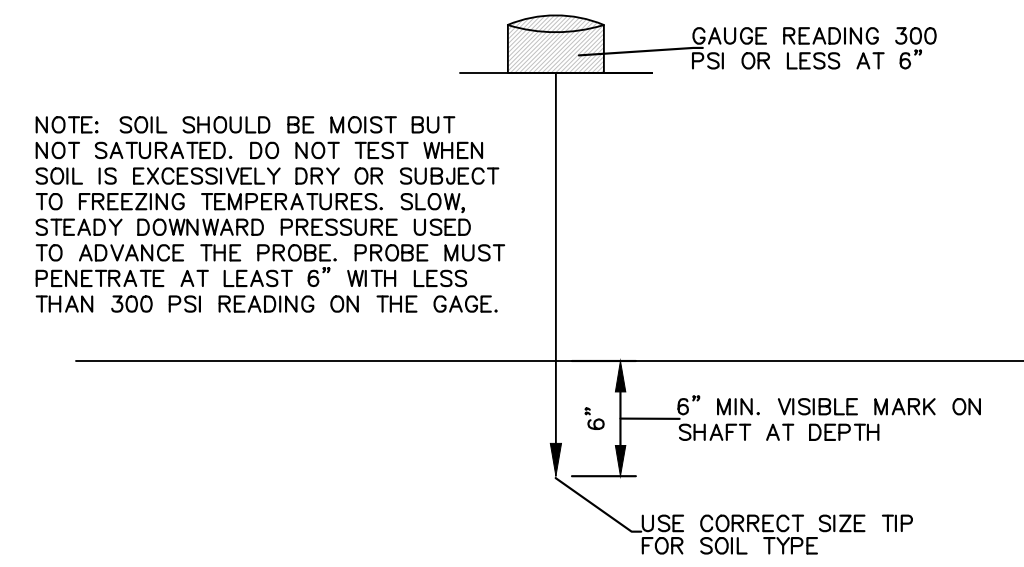 GAUGE READING 300
PSI OR LESS AT 6”
NOTE: SOIL SHOULD BE MOIST BUT
NOT SATURATED. DO NOT TEST WHEN
SOIL IS EXCESSIVELY DRY OR SUBJECT
TO FREEZING TEMPERATURES. SLOW,
STEADY DOWNWARD PRESSURE USED
TO ADVANCE THE PROBE. PROBE MUST
PENETRATE AT LEAST 6” WITH LESS
THAN 300 PSI READING ON THE GAGE.
6”
6” MIN. VISIBLE MARK ON
SHAFT AT DEPTH
USE CORRECT SIZE TIP
FOR SOIL TYPE